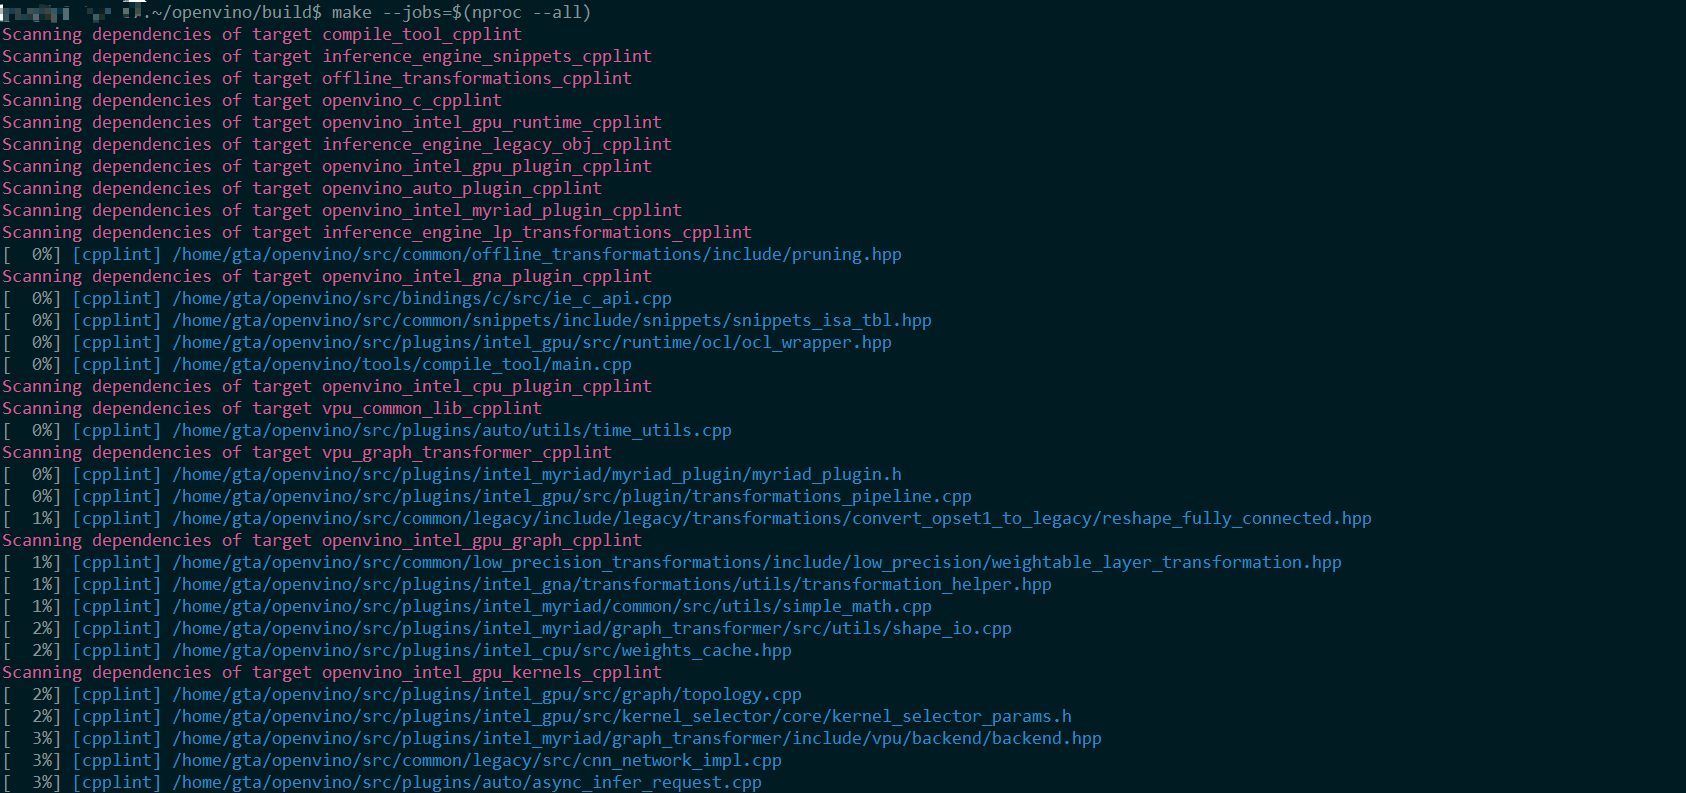 :~/openvino/build$ make --jobs=$(nproc --all)
Scanning dependencies of target compile_tool_cpplint
Scanning dependencies of target inference_engine_snippets_cpplint
Scanning dependencies of target offline_transformations_cpplint
Scanning dependencies of target openvino_c_cpplint
Scanning dependencies of target openvino_intel_gpu_runtime_cpplint
Scanning dependencies of target inference_engine_legacy_obj_cpplint
Scanning dependencies of target openvino_intel_gpu_plugin_cpplint
Scanning dependencies of target openvino_auto_plugin_cpplint
Scanning dependencies of target openvino_intel_myriad_plugin_cpplint
Scanning dependencies of target inference_engine_lp_transformations_cpplint
[  0%] [cpplint] /home/gta/openvino/src/common/offline_transformations/include/pruning.hpp
Scanning dependencies of target openvino_intel_gna_plugin_cpplint
[  0%] [cpplint] /home/gta/openvino/src/bindings/c/src/ie_c_api.cpp
[  0%] [cpplint] /home/gta/openvino/src/common/snippets/include/snippets/snippets_isa_tbl.hpp
[  0%] [cpplint] /home/gta/openvino/src/plugins/intel_gpu/src/runtime/ocl/ocl_wrapper.hpp
[  0%] [cpplint] /home/gta/openvino/tools/compile_tool/main.cpp
Scanning dependencies of target openvino_intel_cpu_plugin_cpplint
Scanning dependencies of target vpu_common_lib_cpplint
[  0%] [cpplint] /home/gta/openvino/src/plugins/auto/utils/time_utils.cpp
Scanning dependencies of target vpu_graph_transformer_cpplint
[  0%] [cpplint] /home/gta/openvino/src/plugins/intel_myriad/myriad_plugin/myriad_plugin.h
[  0%] [cpplint] /home/gta/openvino/src/plugins/intel_gpu/src/plugin/transformations_pipeline.cpp
[  1%] [cpplint] /home/gta/openvino/src/common/legacy/include/legacy/transformations/convert_opset1_to_legacy/reshape_fully_connected.hpp
Scanning dependencies of target openvino_intel_gpu_graph_cpplint
[  1%] [cpplint] /home/gta/openvino/src/common/low_precision_transformations/include/low_precision/weightable_layer_transformation.hpp
[  1%] [cpplint] /home/gta/openvino/src/plugins/intel_gna/transformations/utils/transformation_helper.hpp
[  1%] [cpplint] /home/gta/openvino/src/plugins/intel_myriad/common/src/utils/simple_math.cpp
[  2%] [cpplint] /home/gta/openvino/src/plugins/intel_myriad/graph_transformer/src/utils/shape_io.cpp
[  2%] [cpplint] /home/gta/openvino/src/plugins/intel_cpu/src/weights_cache.hpp
Scanning dependencies of target openvino_intel_gpu_kernels_cpplint
[  2%] [cpplint] /home/gta/openvino/src/plugins/intel_gpu/src/graph/topology.cpp
[  2%] [cpplint] /home/gta/openvino/src/plugins/intel_gpu/src/kernel_selector/core/kernel_selector_params.h
[  3%] [cpplint] /home/gta/openvino/src/plugins/intel_myriad/graph_transformer/include/vpu/backend/backend.hpp
[  3%] [cpplint] /home/gta/openvino/src/common/legacy/src/cnn_network_impl.cpp
[  3%] [cpplint] /home/gta/openvino/src/plugins/auto/async_infer_request.cpp